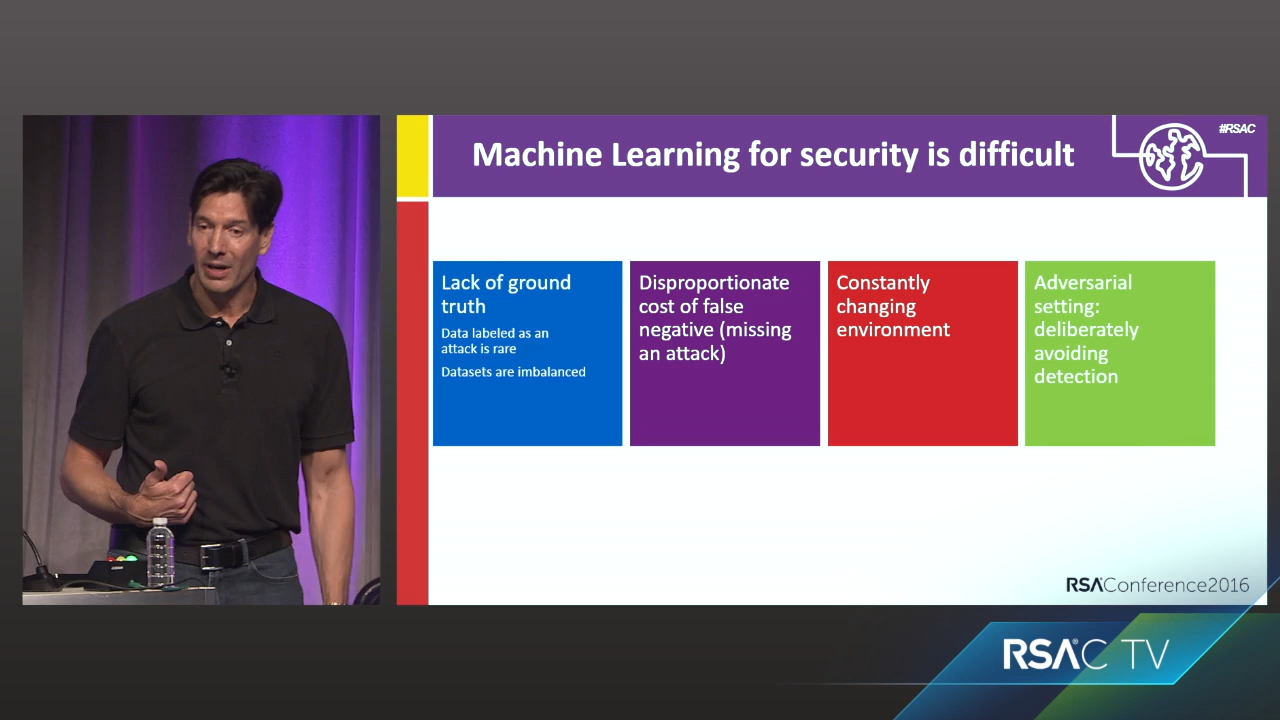 Machine Learning for security is difficult
#RSAC
Lack of ground
truth
Data labeled as an
attack is rare
Datasets are imbalanced
Disproportionate
cost of false
negative (missing
an attack)
Constantly
changing
environment
Adversarial
setting:
deliberately
avoiding
detection
RSAConference2016
RSAC TV